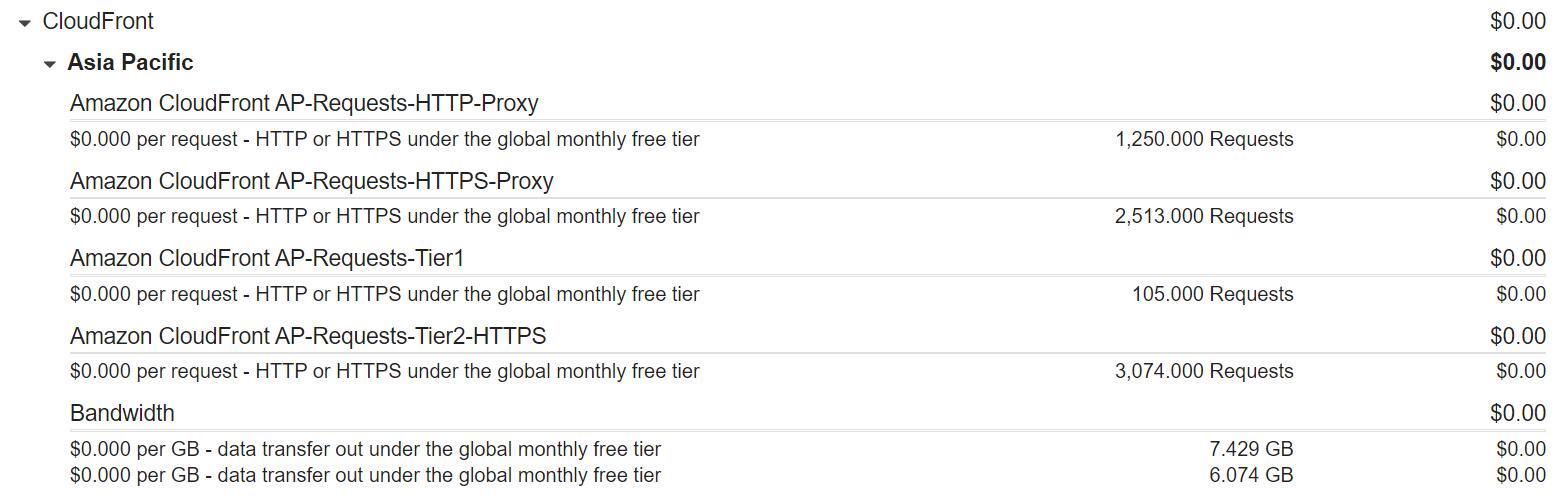 CloudFront $0.00
Asia Pacific $0.00
Amazon CloudFront AP-Requests-HTTP-Proxy $0.00
$0.000 per request - HTTP or HTTPS under the global monthly free tier 1,250.000 Requests $0.00
Amazon CloudFront AP-Requests-HTTPS-Proxy $0.00
$0.000 per request - HTTP or HTTPS under the global monthly free tier 2,513.000 Requests $0.00
Amazon CloudFront AP-Requests-Tier1 $0.00
$0.000 per request - HTTP or HTTPS under the global monthly free tier 105.000 Requests $0.00
Amazon CloudFront AP-Requests-Tier2-HTTPS $0.00
$0.000 per request - HTTP or HTTPS under the global monthly free tier 3,074.000 Requests $0.00
Bandwidth $0.00
$0.000 per GB - data transfer out under the global monthly free tier 7.429 GB $0.00
$0.000 per GB - data transfer out under the global monthly free tier 6.074 GB $0.00